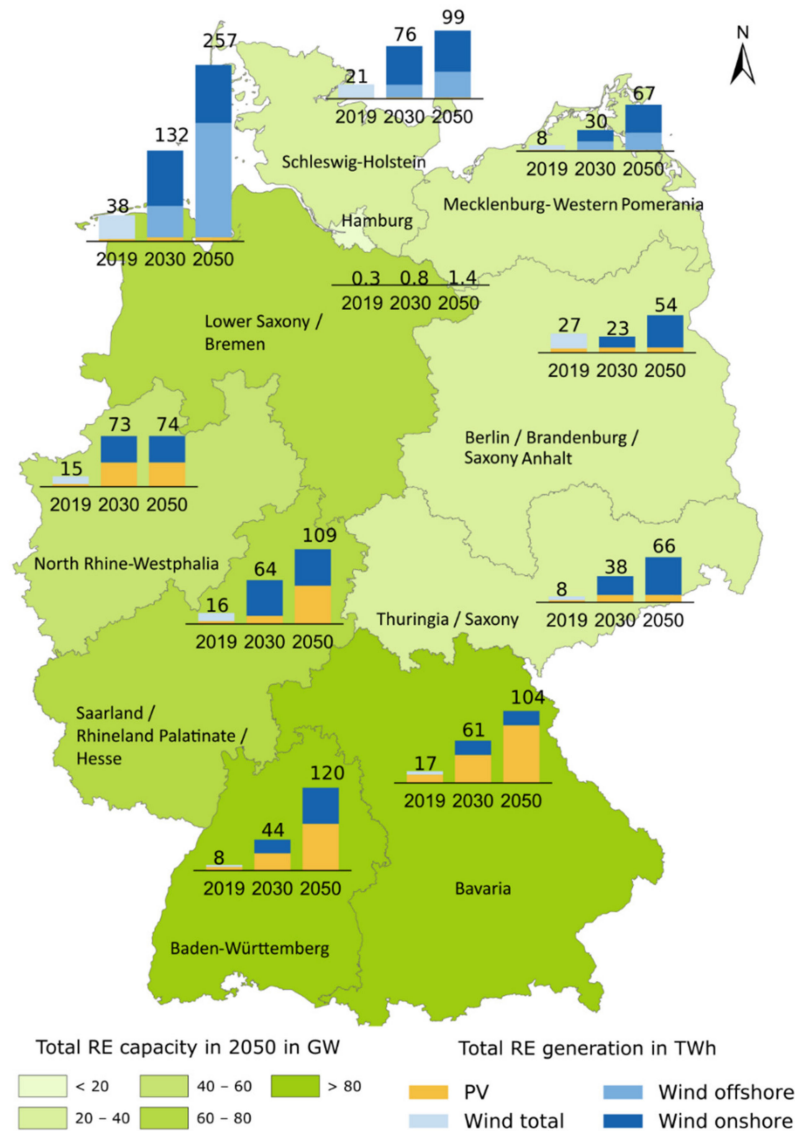 257
132
38
2019 2030 2050
99
76
21
2019 2030 2050
N
67
30
8
2019 2030 2050
Schleswig-Holstein
Mecklenburg-Western Pomerania
Hamburg
0.3 0.8 1.4
2019 2030 2050
Lower Saxony /
Bremen
54
27 23
2019 2030 2050
Berlin / Brandenburg /
Saxony Anhalt
73 74
15
2019 2030 2050
North Rhine-Westphalia
109
64
16
2019 2030 2050
66
38
8
2019 2030 2050
Thuringia / Saxony
Saarland /
Rhineland Palatinate /
Hesse
104
61
17
2019 2030 2050
120
44
8
2019 2030 2050
Bavaria
Baden-Württemberg
Total RE capacity in 2050 in GW
< 20 40 – 60 > 80
20 – 40 60 – 80
Total RE generation in TWh
PV Wind offshore
Wind total Wind onshore